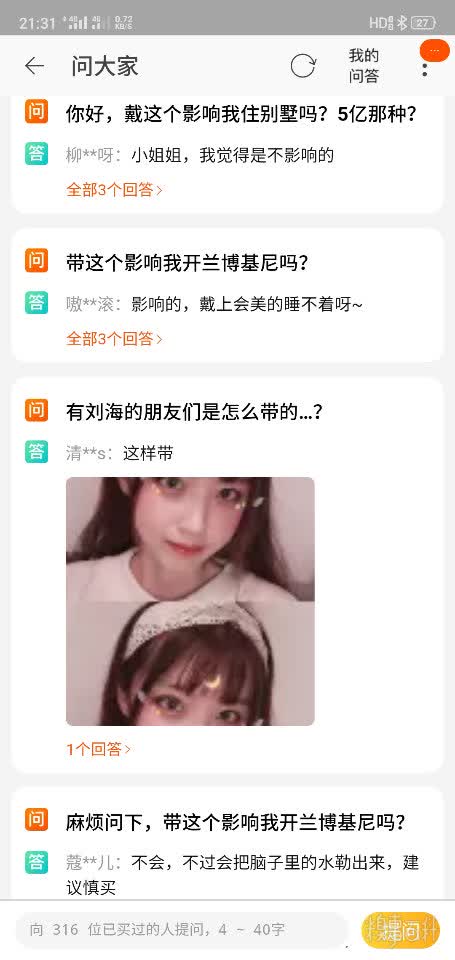 21:31 46 46 0.72 KB/S HD 27
问大家
我的
问答
问 你好，戴这个影响我住别墅吗？5亿那种？
答 柳**呀：小姐姐，我觉得是不影响的
全部3个回答>
问 带这个影响我开兰博基尼吗？
答 嗷**滚：影响的，戴上会美的睡不着呀~
全部3个回答>
问 有刘海的朋友们是怎么带的...？
答 清**s：这样带
1个回答>
问 麻烦问下，带这个影响我开兰博基尼吗？
答 蔻**儿：不会，不过会把脑子里的水勒出来，建
议慎买
向 316 位已买过的人提问，4 ~ 40字
提问